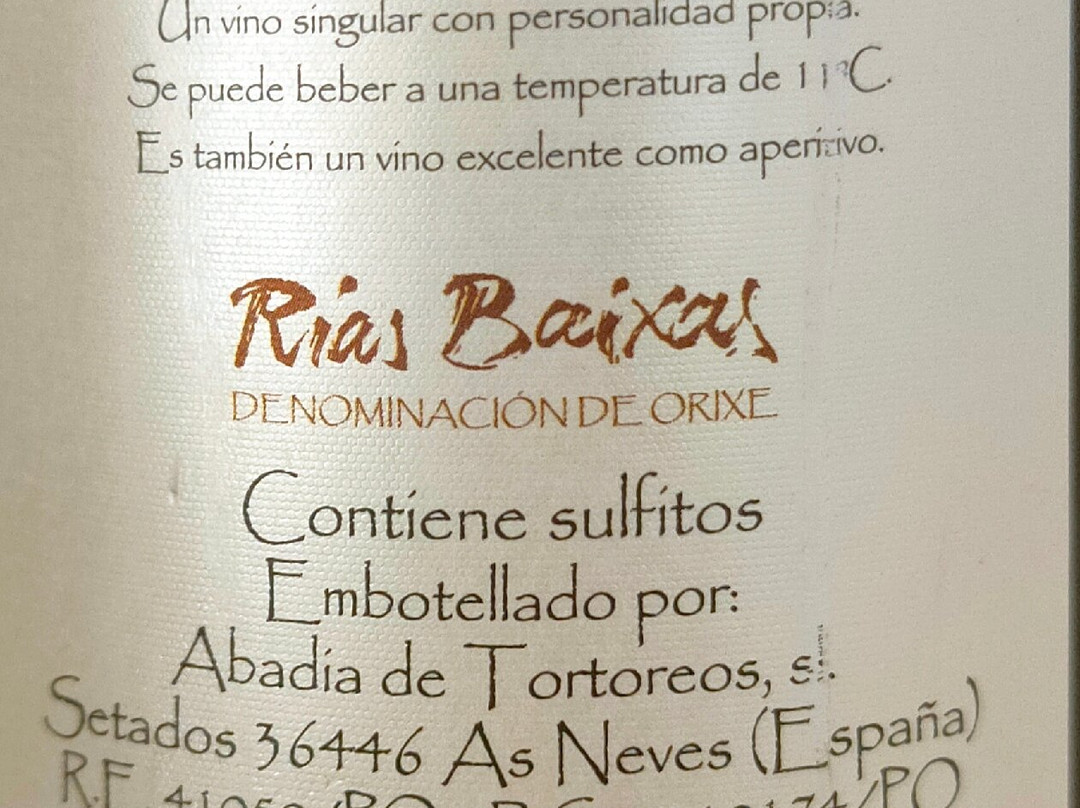 Un vino singular con personalidad propia.
Se puede beber a una temperatura de 11ºC.
Es también un vino excelente como aperitivo.
Rías Baixas
DENOMINACIÓN DE ORIXE
Contiene sulfitos
Embotellado por:
Abadía de Tortoreos, s.l.
Setados 36446 As Neves (España)
R.F.